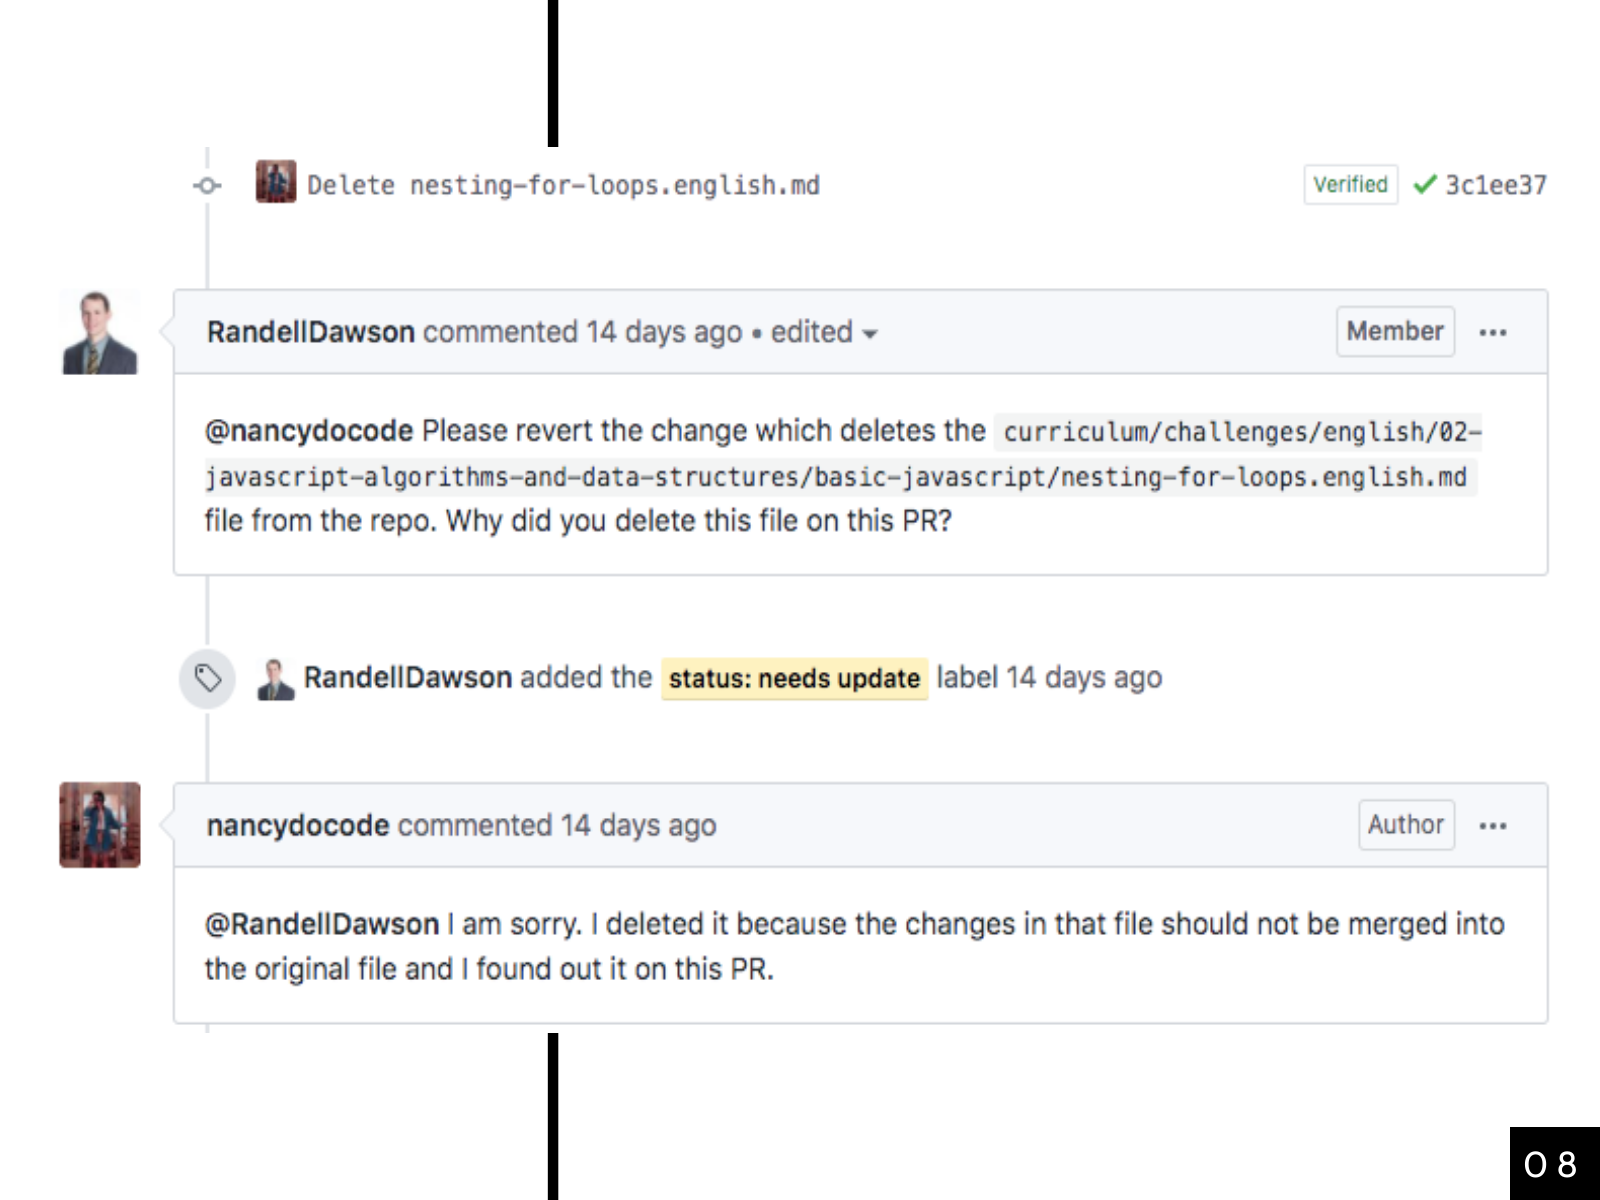 Delete nesting-for-loops.english.md Verified 3c1ee37
RandellDawson commented 14 days ago • edited Member
@nancydocode Please revert the change which deletes the curriculum/challenges/english/02-
javascript-algorithms-and-data-structures/basic-javascript/nesting-for-loops.english.md
file from the repo. Why did you delete this file on this PR?
RandellDawson added the status: needs update label 14 days ago
nancydocode commented 14 days ago Author
@RandellDawson I am sorry. I deleted it because the changes in that file should not be merged into
the original file and I found out it on this PR.
08